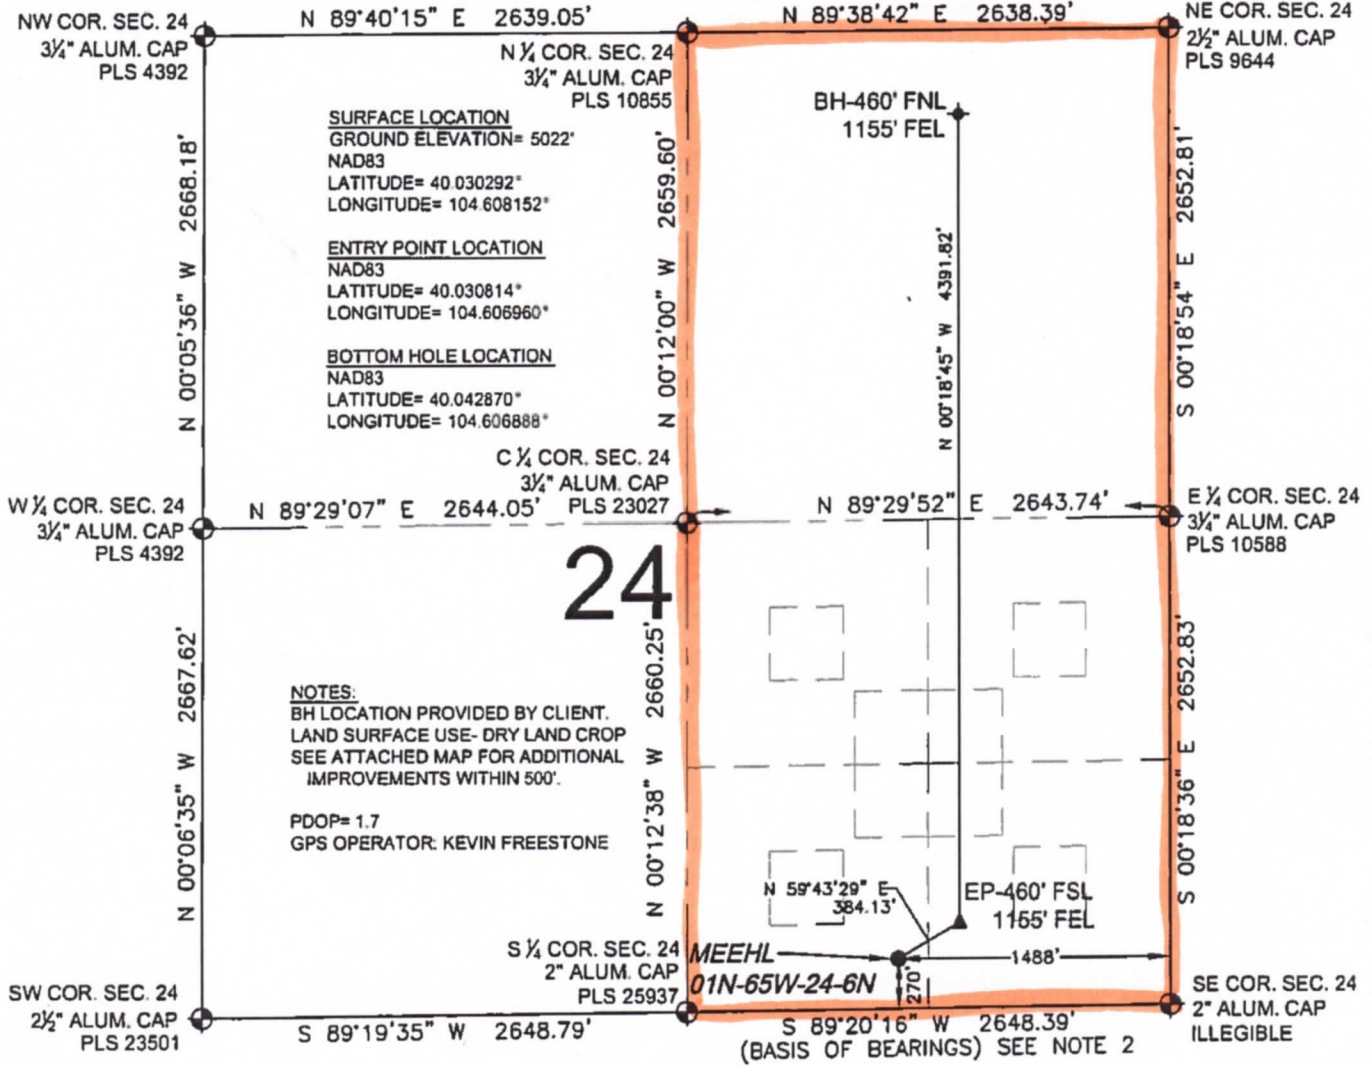 NW COR. SEC. 24
3¼" ALUM. CAP
PLS 4392
N 89°40'15" E 2639.05'
N ¼ COR. SEC. 24
3¼" ALUM. CAP
PLS 10855
N 89°38'42" E 2638.39'
NE COR. SEC. 24
2½" ALUM. CAP
PLS 9644
BH-460' FNL
1155' FEL
SURFACE LOCATION
GROUND ELEVATION= 5022'
NAD83
LATITUDE= 40.030292°
LONGITUDE= 104.608152°
ENTRY POINT LOCATION
NAD83
LATITUDE= 40.030814°
LONGITUDE= 104.606960°
BOTTOM HOLE LOCATION
NAD83
LATITUDE= 40.042870°
LONGITUDE= 104.606888°
N 00°05'36" W 2668.18'
N 00°12'00" W 2659.60'
N 00°18'45" W 4391.82'
S 00°18'54" E 2652.81'
C ¼ COR. SEC. 24
3¼" ALUM. CAP
PLS 23027
W ¼ COR. SEC. 24
3¼" ALUM. CAP
PLS 4392
N 89°29'07" E 2644.05'
N 89°29'52" E 2643.74'
E ¼ COR. SEC. 24
3¼" ALUM. CAP
PLS 10588
24
NOTES:
BH LOCATION PROVIDED BY CLIENT.
LAND SURFACE USE- DRY LAND CROP
SEE ATTACHED MAP FOR ADDITIONAL
IMPROVEMENTS WITHIN 500'.
PDOP= 1.7
GPS OPERATOR: KEVIN FREESTONE
N 00°06'35" W 2667.62'
N 00°12'38" W 2660.25'
S 00°18'36" E 2652.83'
N 59°43'29" E
384.13'
EP-460' FSL
1155' FEL
1488'
270'
MEEHL
01N-65W-24-6N
S ¼ COR. SEC. 24
2" ALUM. CAP
PLS 25937
SW COR. SEC. 24
2½" ALUM. CAP
PLS 23501
S 89°19'35" W 2648.79'
S 89°20'16" W 2648.39'
(BASIS OF BEARINGS) SEE NOTE 2
SE COR. SEC. 24
2" ALUM. CAP
ILLEGIBLE